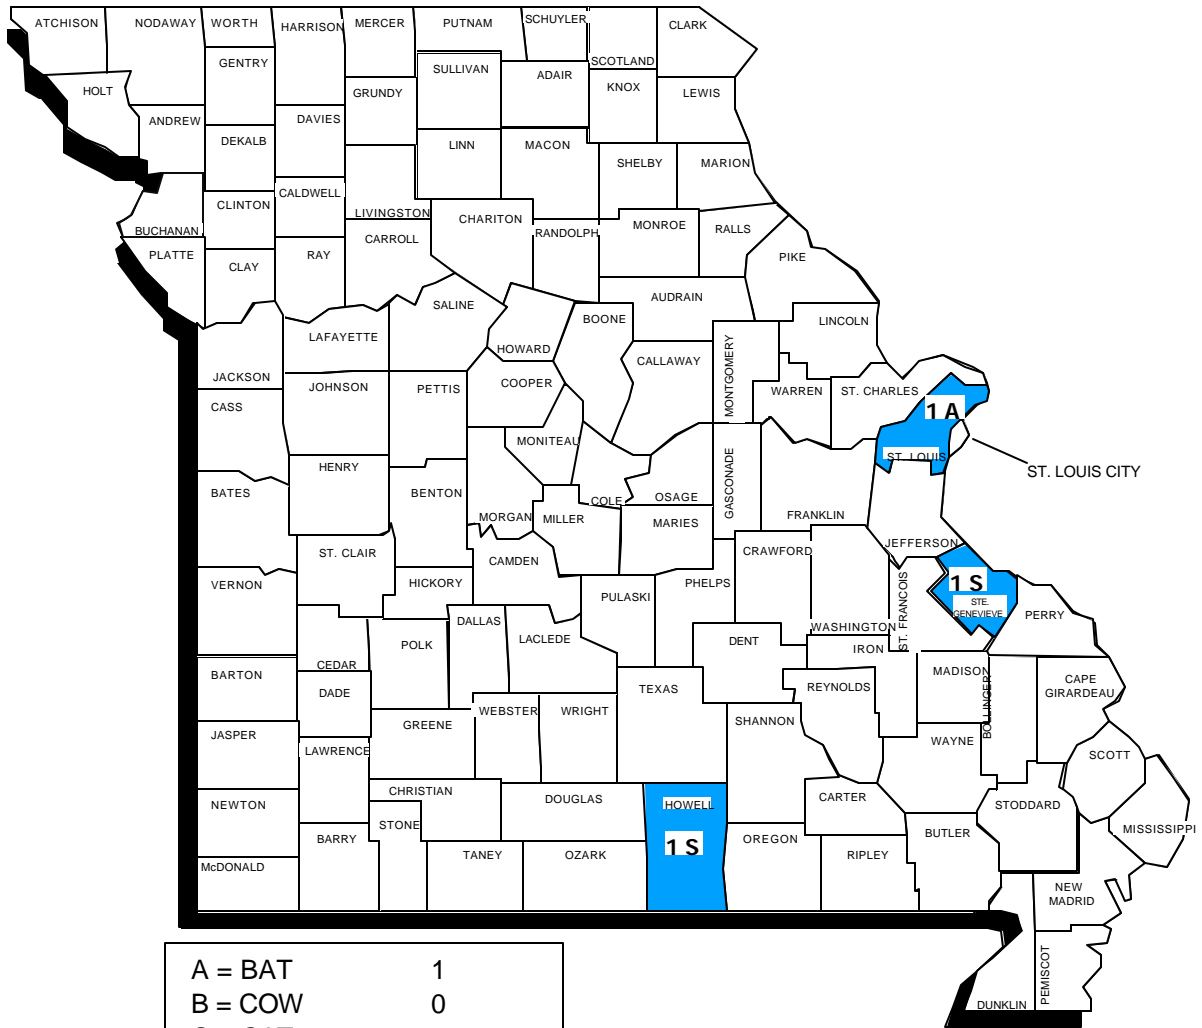 ATCHISON
NODAWAY
WORTH
HARRISON
MERCER
PUTNAM
SCHUYLER
SCOTLAND
CLARK
HOLT
GENTRY
GRUNDY
SULLIVAN
ADAIR
KNOX
LEWIS
ANDREW
DEKALB
DAVIES
LINN
MACON
SHELBY
MARION
BUCHANAN
CLINTON
CALDWELL
LIVINGSTON
CHARITON
RANDOLPH
MONROE
RALLS
PIKE
PLATTE
CLAY
RAY
CARROLL
SALINE
HOWARD
BOONE
AUDRAIN
LINCOLN
JACKSON
LAFAYETTE
COOPER
CALLAWAY
MONTGOMERY
WARREN
ST. CHARLES
1 A
ST. LOUIS
ST. LOUIS CITY
CASS
JOHNSON
PETTIS
MONITEAU
COLE
OSAGE
GASCONADE
FRANKLIN
JEFFERSON
BATES
HENRY
BENTON
MORGAN
MILLER
MARIES
CRAWFORD
WASHINGTON
ST. FRANCOIS
1 S
STE.
GENEVIEVE
PERRY
VERNON
ST. CLAIR
HICKORY
CAMDEN
PULASKI
PHELPS
DENT
IRON
MADISON
BOLLINGER
CAPE
GIRARDEAU
BARTON
CEDAR
POLK
DALLAS
LACLEDE
TEXAS
REYNOLDS
DADE
GREENE
WEBSTER
WRIGHT
SHANNON
WAYNE
SCOTT
JASPER
LAWRENCE
CHRISTIAN
DOUGLAS
HOWELL
1 S
CARTER
STODDARD
MISSISSIPPI
NEWTON
BARRY
STONE
TANEY
OZARK
OREGON
RIPLEY
BUTLER
McDONALD
NEW
MADRID
PEMISCOT
DUNKLIN
A = BAT 1
B = COW 0